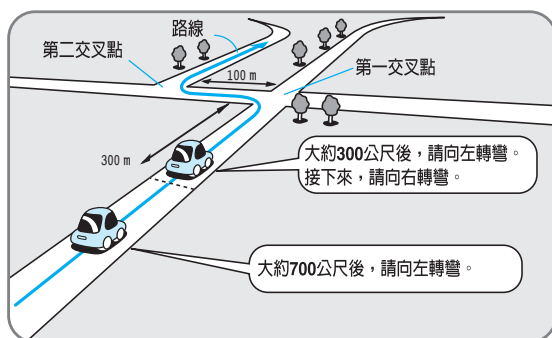 路線
第二交叉點
100 m
第一交叉點
300 m
大約300公尺後，請向左轉彎。
接下來，請向右轉彎。
大約700公尺後，請向左轉彎。